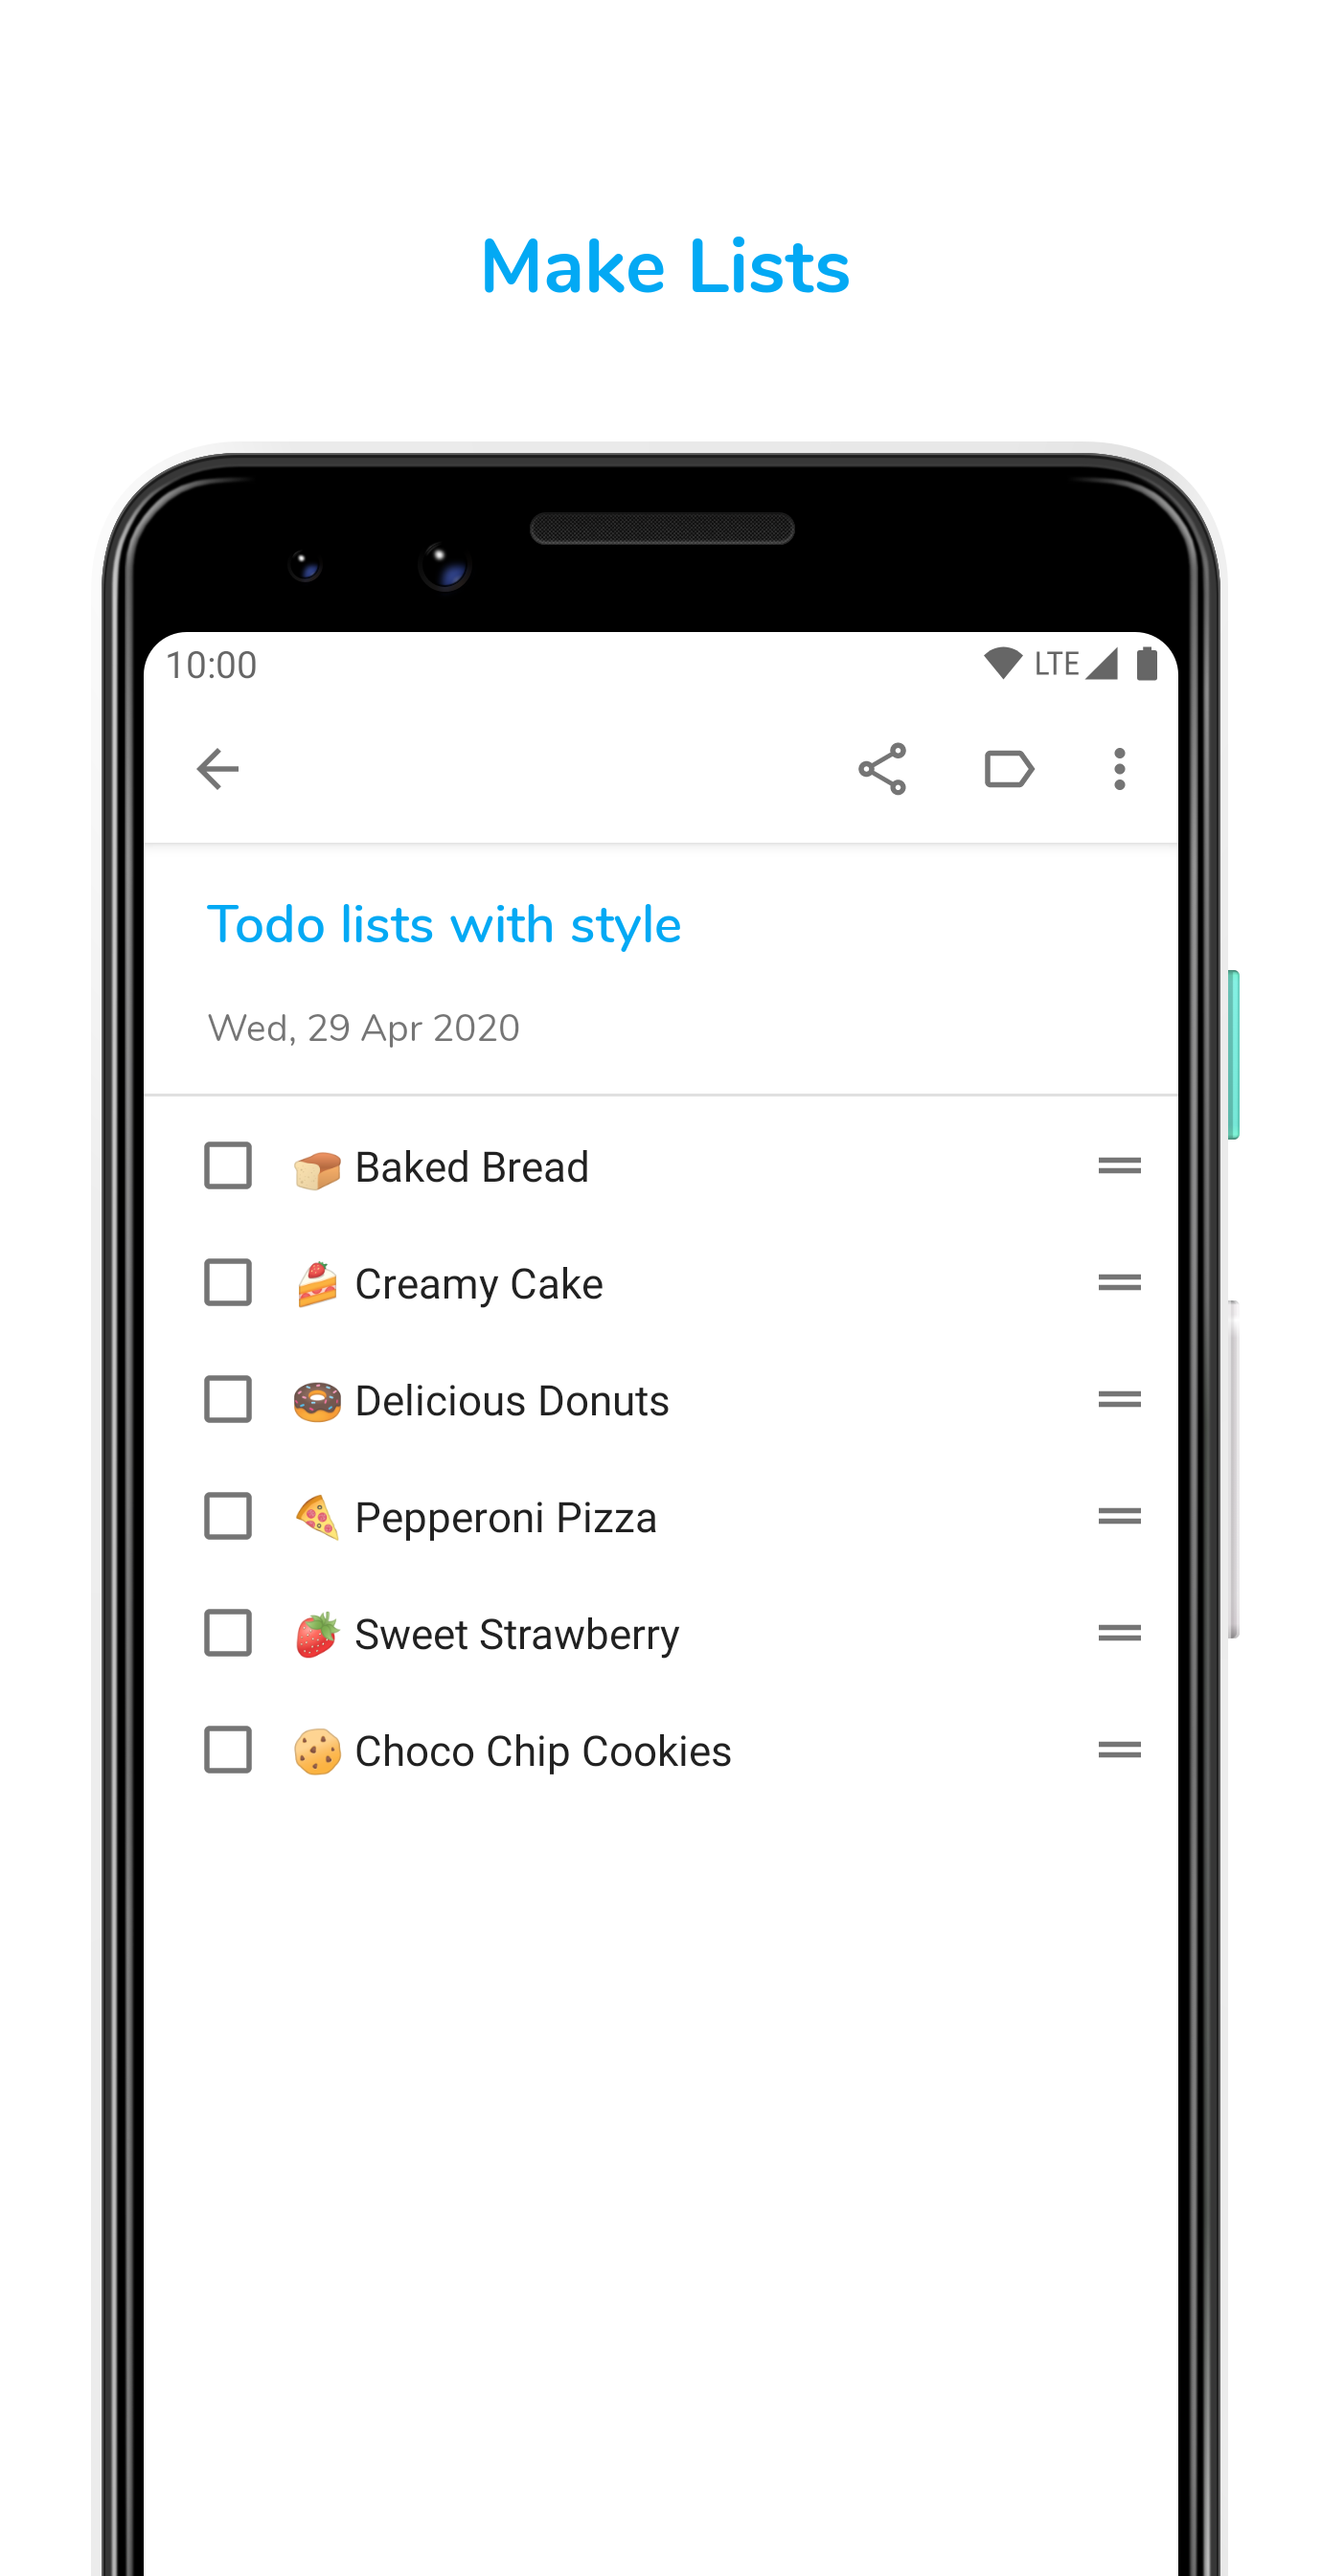 Make Lists
10:00 LTE
Todo lists with style
Wed, 29 Apr 2020
🍞 Baked Bread
🍰 Creamy Cake
🍩 Delicious Donuts
🍕 Pepperoni Pizza
🍓 Sweet Strawberry
🍪 Choco Chip Cookies